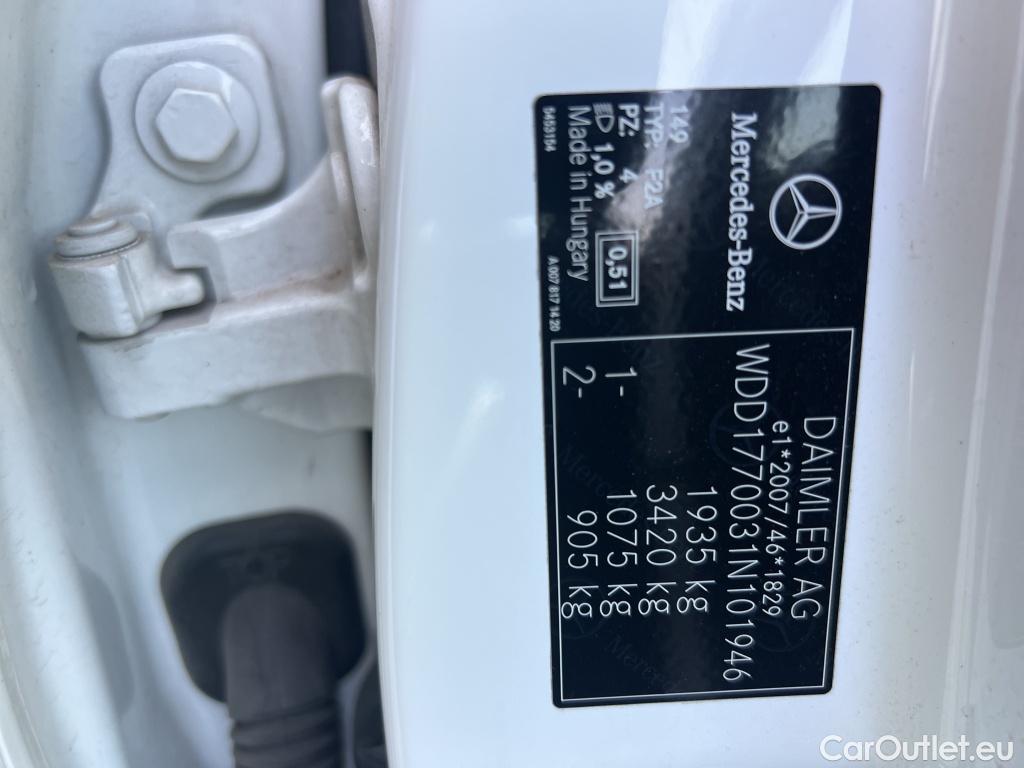 Mercedes-Benz
149
TYP: F2A
PZ: 4
1,0 %
0,51
Made in Hungary
5453154
A 007 817 14 20
DAIMLER AG
e1*2007/46*1829
WDD1770031N101946
1935 kg
3420 kg
1- 1075 kg
2- 905 kg
CarOutlet.eu